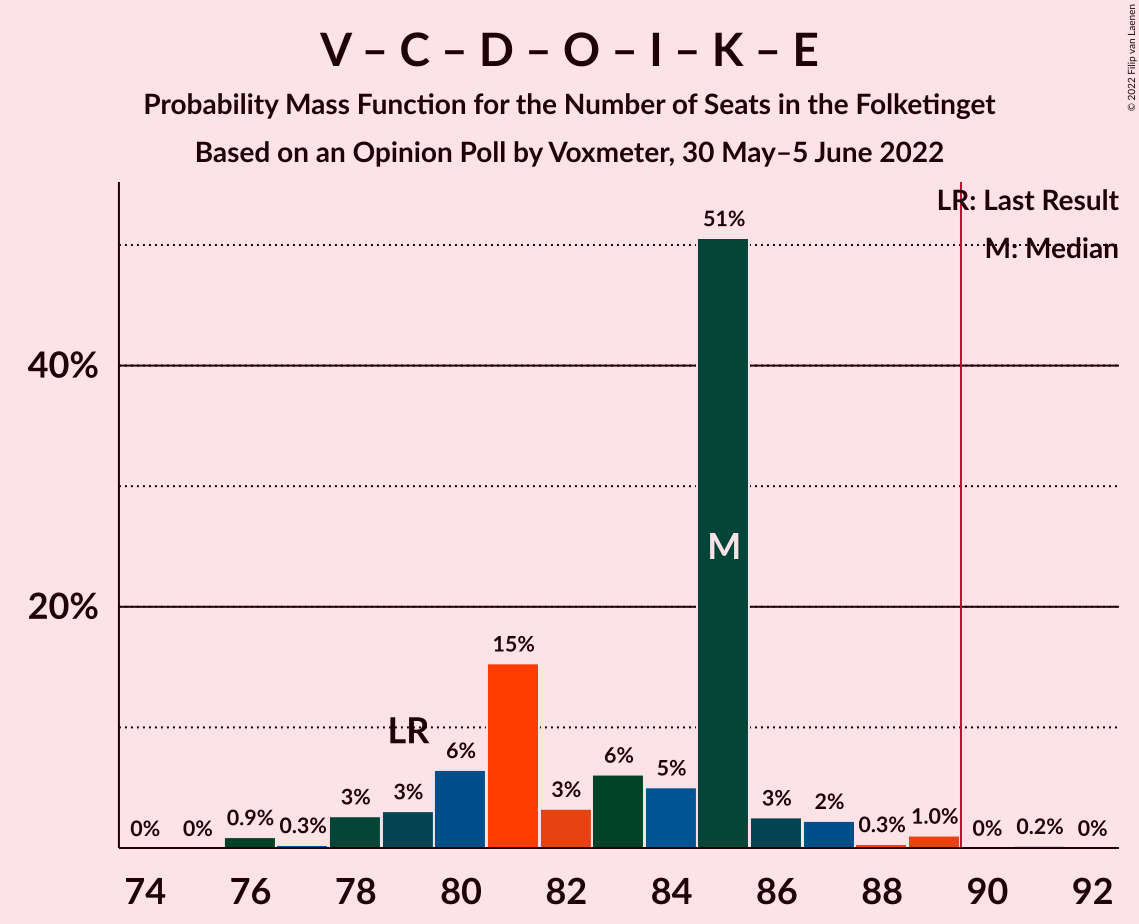 V – C – D – O – I – K – E
Probability Mass Function for the Number of Seats in the Folketinget
Based on an Opinion Poll by Voxmeter, 30 May–5 June 2022
© 2022 Filip van Laenen
LR: Last Result
M: Median
51%
40%
M
20%
15%
LR
6%
6%
5%
3%
3%
3%
3%
2%
0.9%
0.3%
0.3%
1.0%
0%
0%
0%
0.2%
0%
74 76 78 80 82 84 86 88 90 92